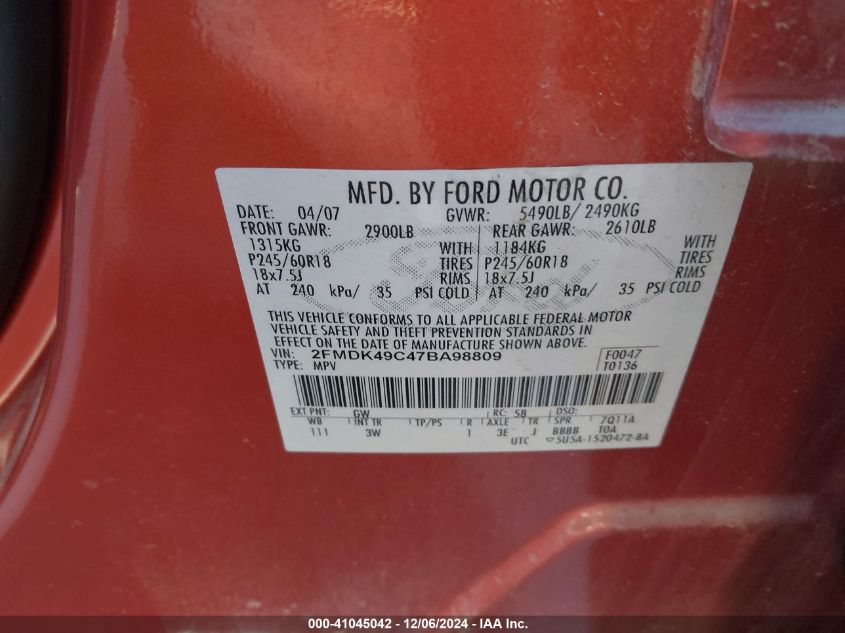 MFD. BY FORD MOTOR CO.
DATE: 04/07 GVWR: 5490LB/ 2490KG
FRONT GAWR: 2900LB REAR GAWR: 2610LB
1315KG WITH 1184KG WITH
P245/60R18 TIRES P245/60R18 TIRES
18x7.5J RIMS 18x7.5J RIMS
AT 240 kPa/ 35 PSI COLD AT 240 kPa/ 35 PSI COLD
THIS VEHICLE CONFORMS TO ALL APPLICABLE FEDERAL MOTOR
VEHICLE SAFETY AND THEFT PREVENTION STANDARDS IN
EFFECT ON THE DATE OF MANUFACTURE SHOWN ABOVE.
VIN: 2FMDK49C47BA98809 F0047
TYPE: MPV T0136
EXT PNT: GW RC: 58 DSO:
WB INT TR TP/PS R AXLE TR SPR 7Q11A
111 3W 1 3E J BBBB T0A
UTC 5U5A-1520472-BA
000-41045042 - 12/06/2024 - IAAI.com